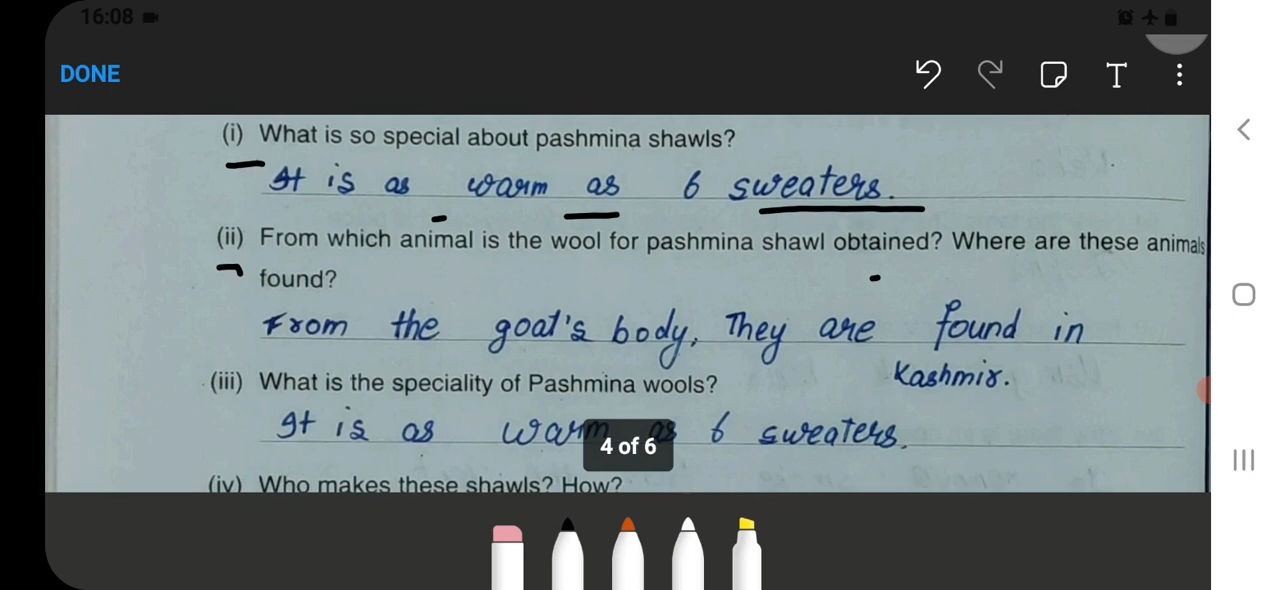 16:08
DONE
T
(i) What is so special about pashmina shawls?
It is as warm as 6 sweaters.
(ii) From which animal is the wool for pashmina shawl obtained? Where are these animals
found?
From the goat's body, They are found in
Kashmir.
(iii) What is the speciality of Pashmina wools?
It is as warm as 6 sweaters.
4 of 6
(iv) Who makes these shawls? How?